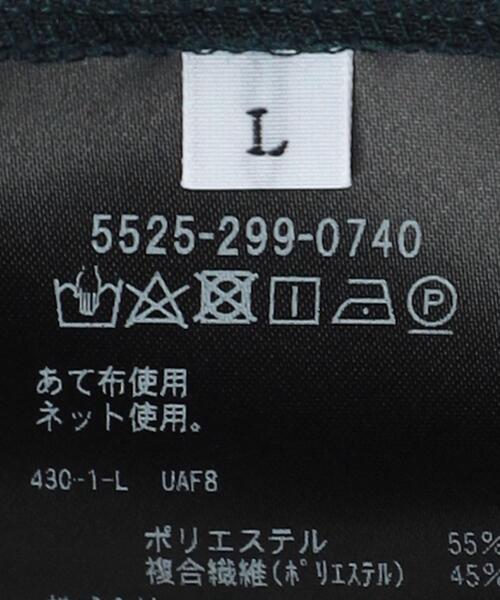 L
5525-299-0740
P
あて布使用
ネット使用。
430-1-L UAF8
ポリエステル 55%
複合繊維(ポリエステル) 45%